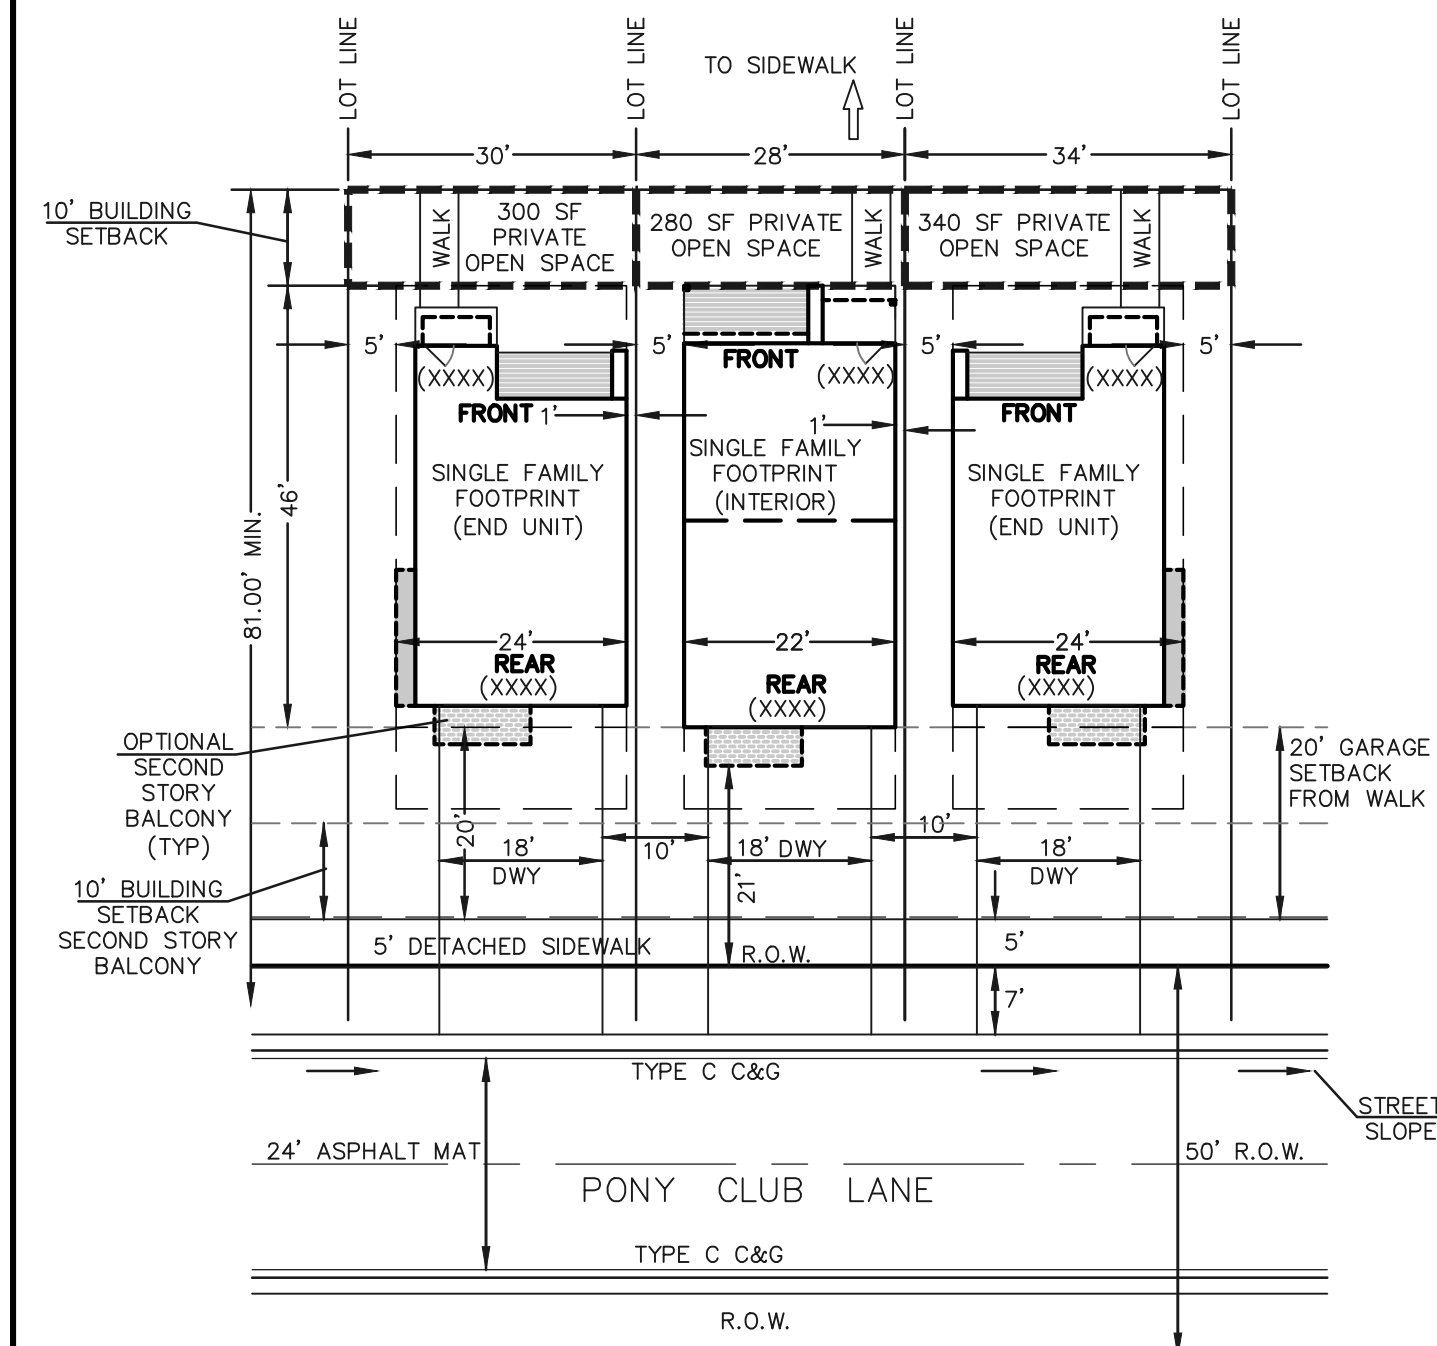 LOT LINE
LOT LINE
LOT LINE
LOT LINE
TO SIDEWALK
30'
28'
34'
10' BUILDING
SETBACK
WALK
300 SF
PRIVATE
OPEN SPACE
280 SF PRIVATE
OPEN SPACE
WALK
340 SF PRIVATE
OPEN SPACE
WALK
5'
5'
5'
5'
(XXXX)
FRONT
1'
FRONT
(XXXX)
1'
(XXXX)
FRONT
SINGLE FAMILY
FOOTPRINT
(END UNIT)
SINGLE FAMILY
FOOTPRINT
(INTERIOR)
SINGLE FAMILY
FOOTPRINT
(END UNIT)
46'
81.00' MIN.
24'
REAR
(XXXX)
22'
REAR
(XXXX)
24'
REAR
(XXXX)
OPTIONAL
SECOND
STORY
BALCONY
(TYP)
20' GARAGE
SETBACK
FROM WALK
20'
18'
DWY
10'
18' DWY
21'
10'
18'
DWY
10' BUILDING
SETBACK
SECOND STORY
BALCONY
5' DETACHED SIDEWALK
R.O.W.
5'
7'
TYPE C C&G
STREET
SLOPE
24' ASPHALT MAT
50' R.O.W.
PONY CLUB LANE
TYPE C C&G
R.O.W.